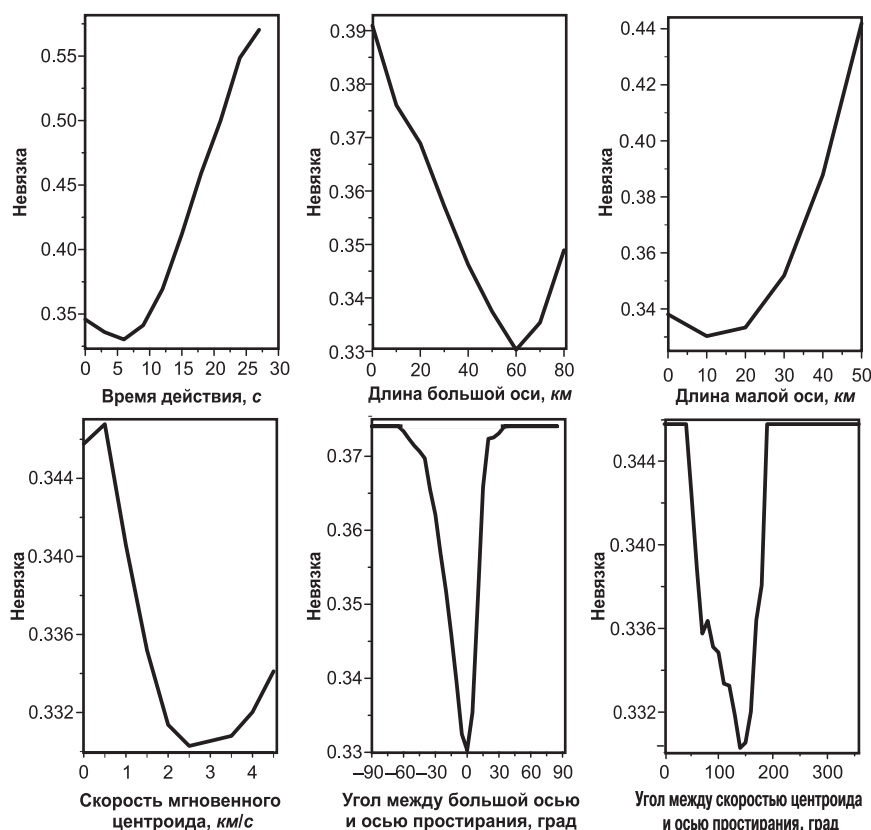 0.55
0.50
0.45
0.40
0.35
Невязка
0 5 10 15 20 25 30
Время действия, с
0.39
0.38
0.37
0.36
0.35
0.34
0.33
Невязка
0 20 40 60 80
Длина большой оси, км
0.44
0.42
0.40
0.38
0.36
0.34
Невязка
0 10 20 30 40 50
Длина малой оси, км
0.344
0.340
0.336
0.332
Невязка
0 1 2 3 4
Скорость мгновенного
центроида, км/с
0.37
0.36
0.35
0.34
0.33
Невязка
–90–60–30 0 30 60 90
Угол между большой осью
и осью простирания, град
0.344
0.340
0.336
0.332
Невязка
0 100 200 300
Угол между скоростью центроида
и осью простирания, град